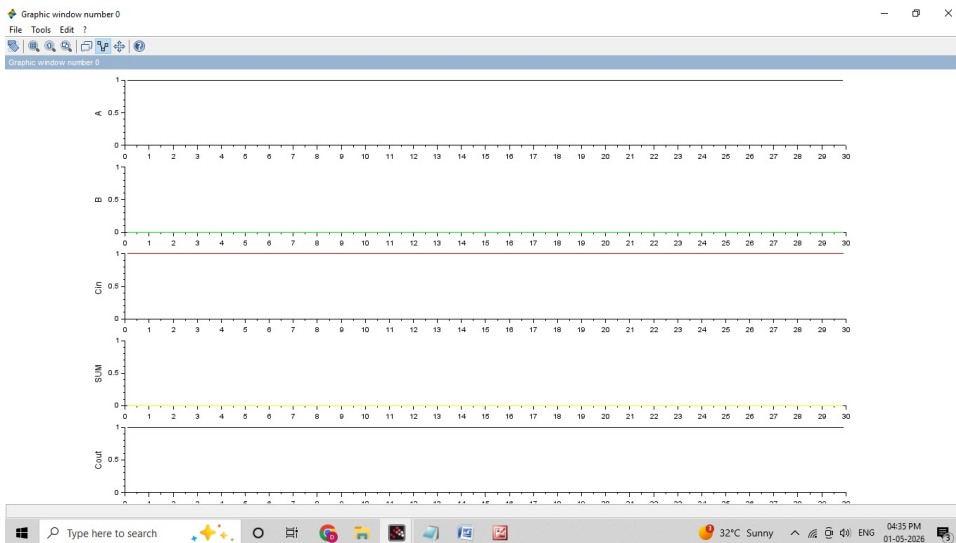 Graphic window number 0
File Tools Edit ?
Graphic window number 0
1
A 0.5
0
0 1 2 3 4 5 6 7 8 9 10 11 12 13 14 15 16 17 18 19 20 21 22 23 24 25 26 27 28 29 30
1
B 0.5
0
0 1 2 3 4 5 6 7 8 9 10 11 12 13 14 15 16 17 18 19 20 21 22 23 24 25 26 27 28 29 30
1
Cin 0.5
0
0 1 2 3 4 5 6 7 8 9 10 11 12 13 14 15 16 17 18 19 20 21 22 23 24 25 26 27 28 29 30
1
SUM 0.5
0
0 1 2 3 4 5 6 7 8 9 10 11 12 13 14 15 16 17 18 19 20 21 22 23 24 25 26 27 28 29 30
1
Cout 0.5
0
Type here to search
3
32°C Sunny
ENG
04:35 PM
01-05-2026
3